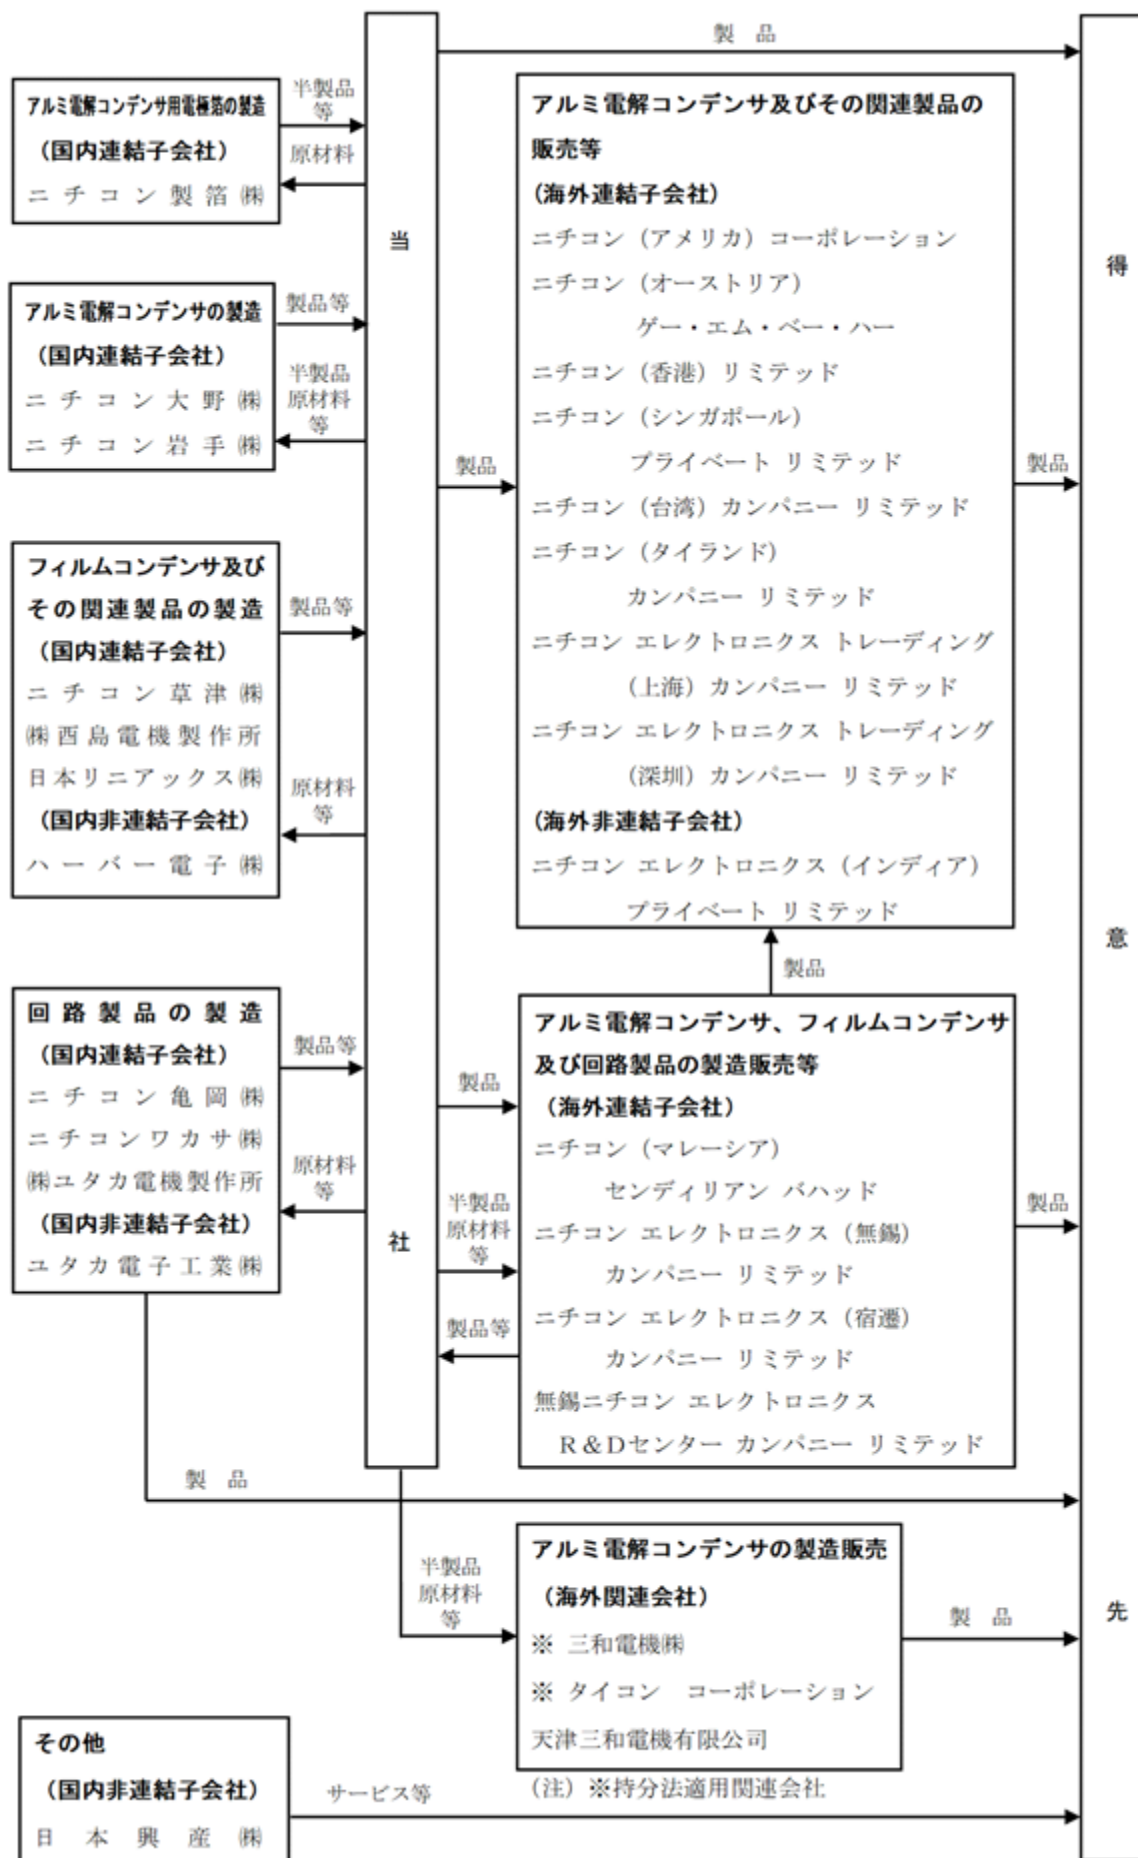 製 品
アルミ電解コンデンサ用電極箔の製造
(国内連結子会社)
ニチコン製箔㈱
半製品
等
原材料
アルミ電解コンデンサの製造
(国内連結子会社)
ニチコン大野㈱
ニチコン岩手㈱
製品等
半製品
原材料
等
フィルムコンデンサ及び
その関連製品の製造
(国内連結子会社)
ニチコン草津㈱
㈱酉島電機製作所
日本リニアックス㈱
(国内非連結子会社)
ハーバー電子㈱
製品等
原材料
等
回路製品の製造
(国内連結子会社)
ニチコン亀岡㈱
ニチコンワカサ㈱
㈱ユタカ電機製作所
(国内非連結子会社)
ユタカ電子工業㈱
製品等
原材料
等
製 品
その他
(国内非連結子会社)
日本興産㈱
サービス等
当
社
製品
アルミ電解コンデンサ及びその関連製品の
販売等
(海外連結子会社)
ニチコン(アメリカ)コーポレーション
ニチコン(オーストリア)
ゲー・エム・ベー・ハー
ニチコン(香港)リミテッド
ニチコン(シンガポール)
プライベート リミテッド
ニチコン(台湾)カンパニー リミテッド
ニチコン(タイランド)
カンパニー リミテッド
ニチコン エレクトロニクス トレーディング
(上海)カンパニー リミテッド
ニチコン エレクトロニクス トレーディング
(深圳)カンパニー リミテッド
(海外非連結子会社)
ニチコン エレクトロニクス(インディア)
プライベート リミテッド
製品
製品
製品
半製品
原材料
等
製品等
アルミ電解コンデンサ、フィルムコンデンサ
及び回路製品の製造販売等
(海外連結子会社)
ニチコン(マレーシア)
センディリアン バハッド
ニチコン エレクトロニクス(無錫)
カンパニー リミテッド
ニチコン エレクトロニクス(宿遷)
カンパニー リミテッド
無錫ニチコン エレクトロニクス
R&Dセンター カンパニー リミテッド
製品
半製品
原材料
等
アルミ電解コンデンサの製造販売
(海外関連会社)
※ 三和電機㈱
※ タイコン コーポレーション
天津三和電機有限公司
製 品
(注)※持分法適用関連会社
得
意
先